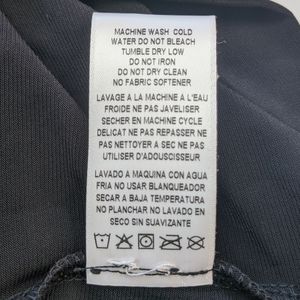 MACHINE WASH COLD
WATER DO NOT BLEACH
TUMBLE DRY LOW
DO NOT IRON
DO NOT DRY CLEAN
NO FABRIC SOFTENER
LAVAGE A LA MACHINE A L'EAU
FROIDE NE PAS JAVELISER
SECHER EN MACHINE CYCLE
DELICAT NE PAS REPASSER NE
PAS NETTOYER A SEC NE PAS
UTILISER D'ADOUCISSEUR
LAVADO A MAQUINA CON AGUA
FRIA NO USAR BLANQUEADOR
SECAR A BAJA TEMPERATURA
NO PLANCHAR NO LAVADO EN
SECO SIN SUAVIZANTE